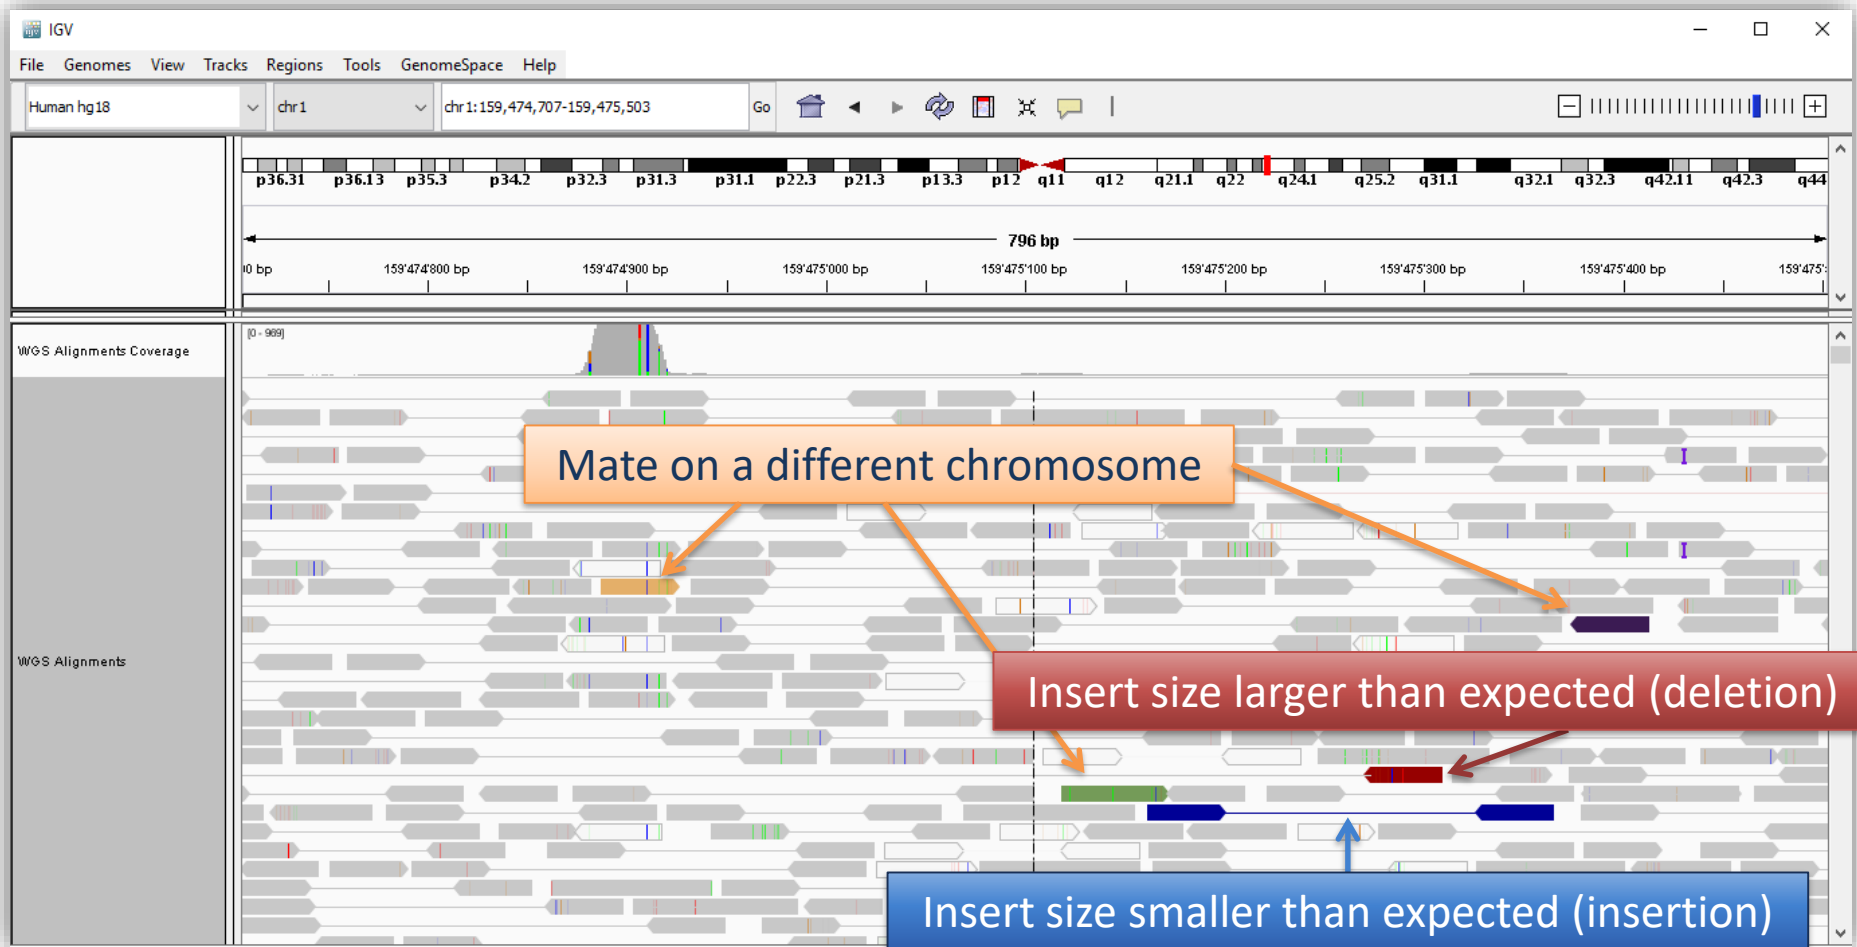 IGV
File Genomes View Tracks Regions Tools GenomeSpace Help
Human hg18 chr1 chr1:159,474,707-159,475,503 Go
p36.31 p36.13 p35.3 p34.2 p32.3 p31.3 p31.1 p22.3 p21.3 p13.3 p12 q11 q12 q21.1 q22 q24.1 q25.2 q31.1 q32.1 q32.3 q42.11 q42.3 q44
796 bp
bp 159'474'800 bp 159'474'900 bp 159'475'000 bp 159'475'100 bp 159'475'200 bp 159'475'300 bp 159'475'400 bp 159'475'
[0 - 969]
WGS Alignments Coverage
Mate on a different chromosome
WGS Alignments
Insert size larger than expected (deletion)
Insert size smaller than expected (insertion)